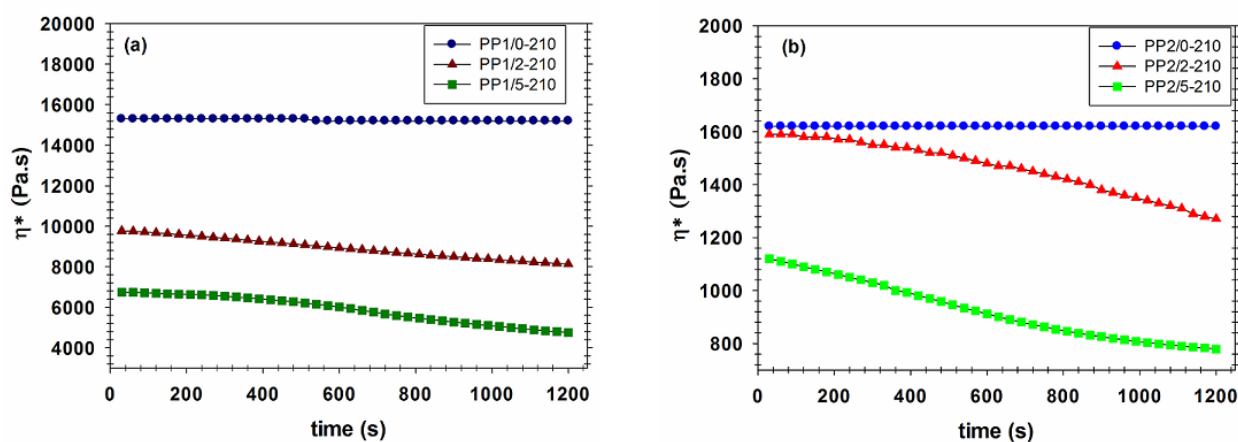 (a)
PP1/0-210
PP1/2-210
PP1/5-210
20000
18000
16000
14000
12000
10000
8000
6000
4000
η* (Pa.s)
0 200 400 600 800 1000 1200
time (s)
(b)
PP2/0-210
PP2/2-210
PP2/5-210
2000
1800
1600
1400
1200
1000
800
η* (Pa.s)
0 200 400 600 800 1000 1200
time (s)